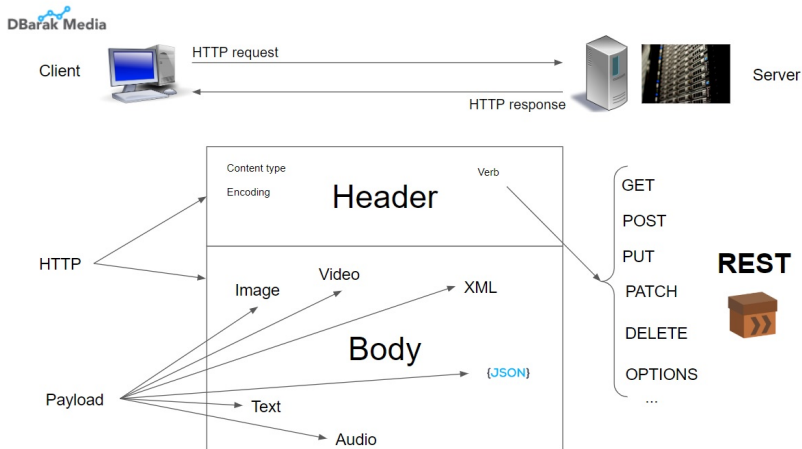 DBarak Media
Client
HTTP request
HTTP response
Server
Content type
Encoding
Header
Verb
HTTP
Image
Video
XML
Body
{JSON}
Payload
Text
Audio
GET
POST
PUT
PATCH
DELETE
OPTIONS
...
REST